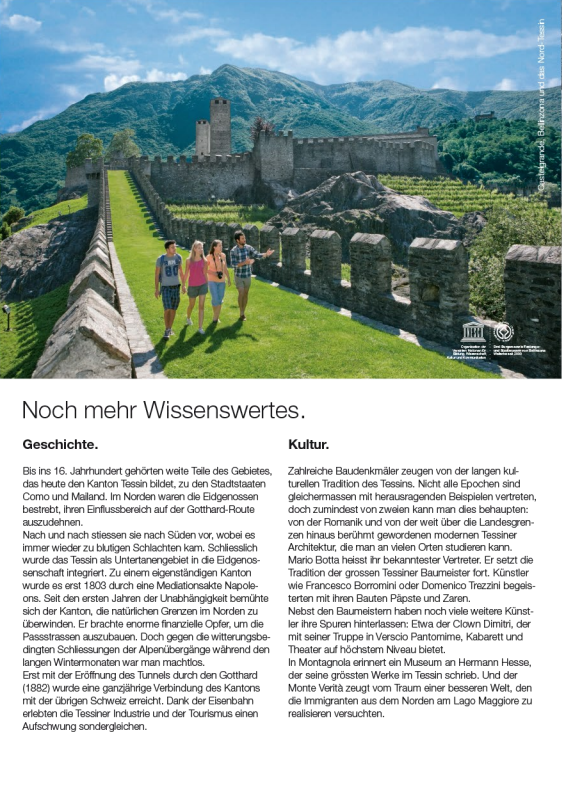 Castelgrande, Bellinzona und das Nord-Tessin
Organisation der
Vereinten Nationen für
Bildung, Wissenschaft
Kultur und Kommunikation
Noch mehr Wissenswertes.
Geschichte.
Bis ins 16. Jahrhundert gehörten weite Teile des Gebietes,
das heute den Kanton Tessin bildet, zu den Stadtstaaten
Como und Mailand. Im Norden waren die Eidgenossen
bestrebt, ihren Einflussbereich auf der Gotthard-Route
auszudehnen.
Nach und nach stiessen sie nach Süden vor, wobei es
immer wieder zu blutigen Schlachten kam. Schliesslich
wurde das Tessin als Untertanengebiet in die Eidgenos-
senschaft integriert. Zu einem eigenständigen Kanton
wurde es erst 1803 durch eine Mediationsakte Napole-
ons. Seit den ersten Jahren der Unabhängigkeit bemühte
sich der Kanton, die natürlichen Grenzen im Norden zu
überwinden. Er brachte enorme finanzielle Opfer, um die
Passstrassen auszubauen. Doch gegen die witterungsbe-
dingten Schliessungen der Alpenübergänge während den
langen Wintermonaten war man machtlos.
Erst mit der Eröffnung des Tunnels durch den Gotthard
(1882) wurde eine ganzjährige Verbindung des Kantons
mit der übrigen Schweiz erreicht. Dank der Eisenbahn
erlebten die Tessiner Industrie und der Tourismus einen
Aufschwung sondergleichen.
Kultur.
Zahlreiche Baudenkmäler zeugen von der langen kul-
turellen Tradition des Tessins. Nicht alle Epochen sind
gleichermassen mit herausragenden Beispielen vertreten,
doch zumindest von zweien kann man dies behaupten:
von der Romanik und von der weit über die Landesgren-
zen hinaus berühmt gewordenen modernen Tessiner
Architektur, die man an vielen Orten studieren kann.
Mario Botta heisst ihr bekanntester Vertreter. Er setzt die
Tradition der grossen Tessiner Baumeister fort. Künstler
wie Francesco Borromini oder Domenico Trezzini begeis-
terten mit ihren Bauten Päpste und Zaren.
Nebst den Baumeistern haben noch viele weitere Künst-
ler ihre Spuren hinterlassen: Etwa der Clown Dimitri, der
mit seiner Truppe in Verscio Pantomime, Kabarett und
Theater auf höchstem Niveau bietet.
In Montagnola erinnert ein Museum an Hermann Hesse,
der seine grössten Werke im Tessin schrieb. Und der
Monte Verità zeugt vom Traum einer besseren Welt, den
die Immigranten aus dem Norden am Lago Maggiore zu
realisieren versuchten.